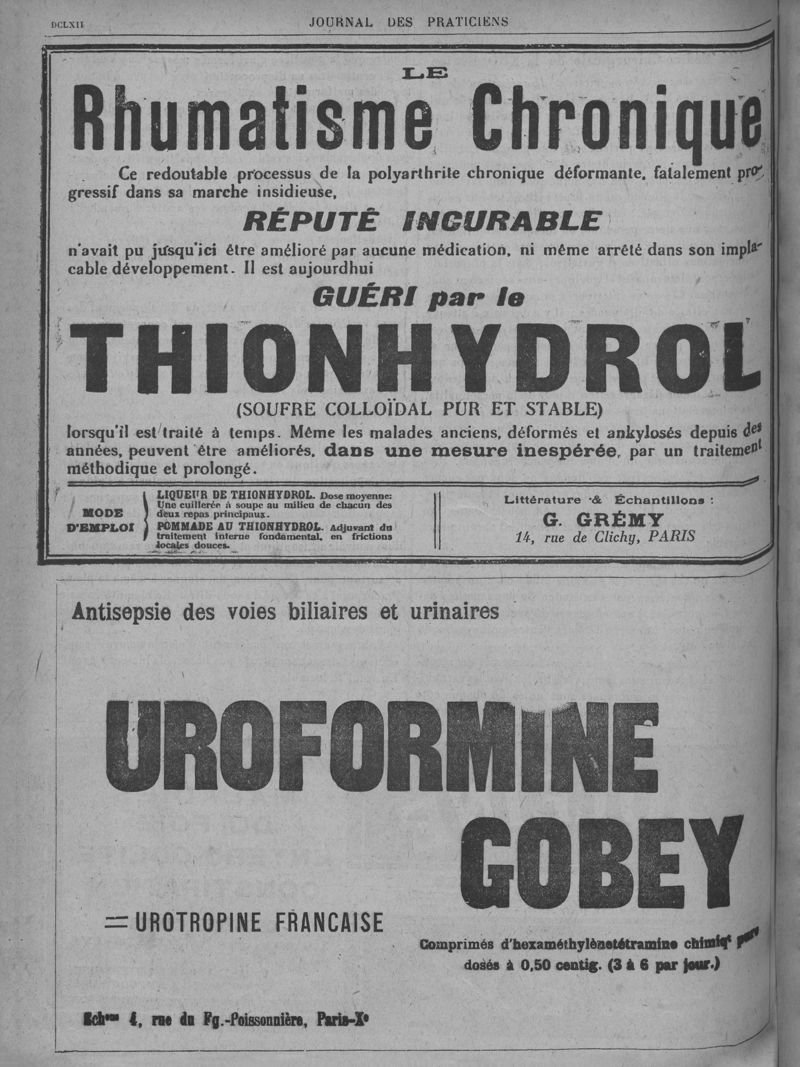 DCLXII
JOURNAL DES PRATICIENS
LE
Rhumatisme Chronique
Ce redoutable processus de la polyarthrite chronique déformante, fatalement pro-
gressif dans sa marche insidieuse,
RÉPUTÉ INCURABLE
n'avait pu jusqu'ici être amélioré par aucune médication, ni même arrêté dans son impla-
cable développement. Il est aujourd'hui
GUÉRI par le
THIONHYDROL
(SOUFRE COLLOÏDAL PUR ET STABLE)
lorsqu'il est traité à temps. Même les malades anciens, déformés et ankylosés depuis des
années, peuvent être améliorés, dans une mesure inespérée, par un traitement
méthodique et prolongé.
MODE
D'EMPLOI
LIQUEUR DE THIONHYDROL. Dose moyenne:
Une cuillerée à soupe au milieu de chacun des
deux repas principaux.
POMMADE AU THIONHYDROL. Adjuvant du
traitement interne fondamental, en frictions
locales douces.
Littérature & Échantillons :
G. GRÉMY
14, rue de Clichy, PARIS
Antisepsie des voies biliaires et urinaires
UROFORMINE
GOBEY
= UROTROPINE FRANCAISE
Comprimés d'hexaméthylènetétramine chimiqt purs
dosés à 0,50 centig. (3 à 6 par jour.)
Echons 4, rue du Fg.-Poissonnière, Paris-Xe